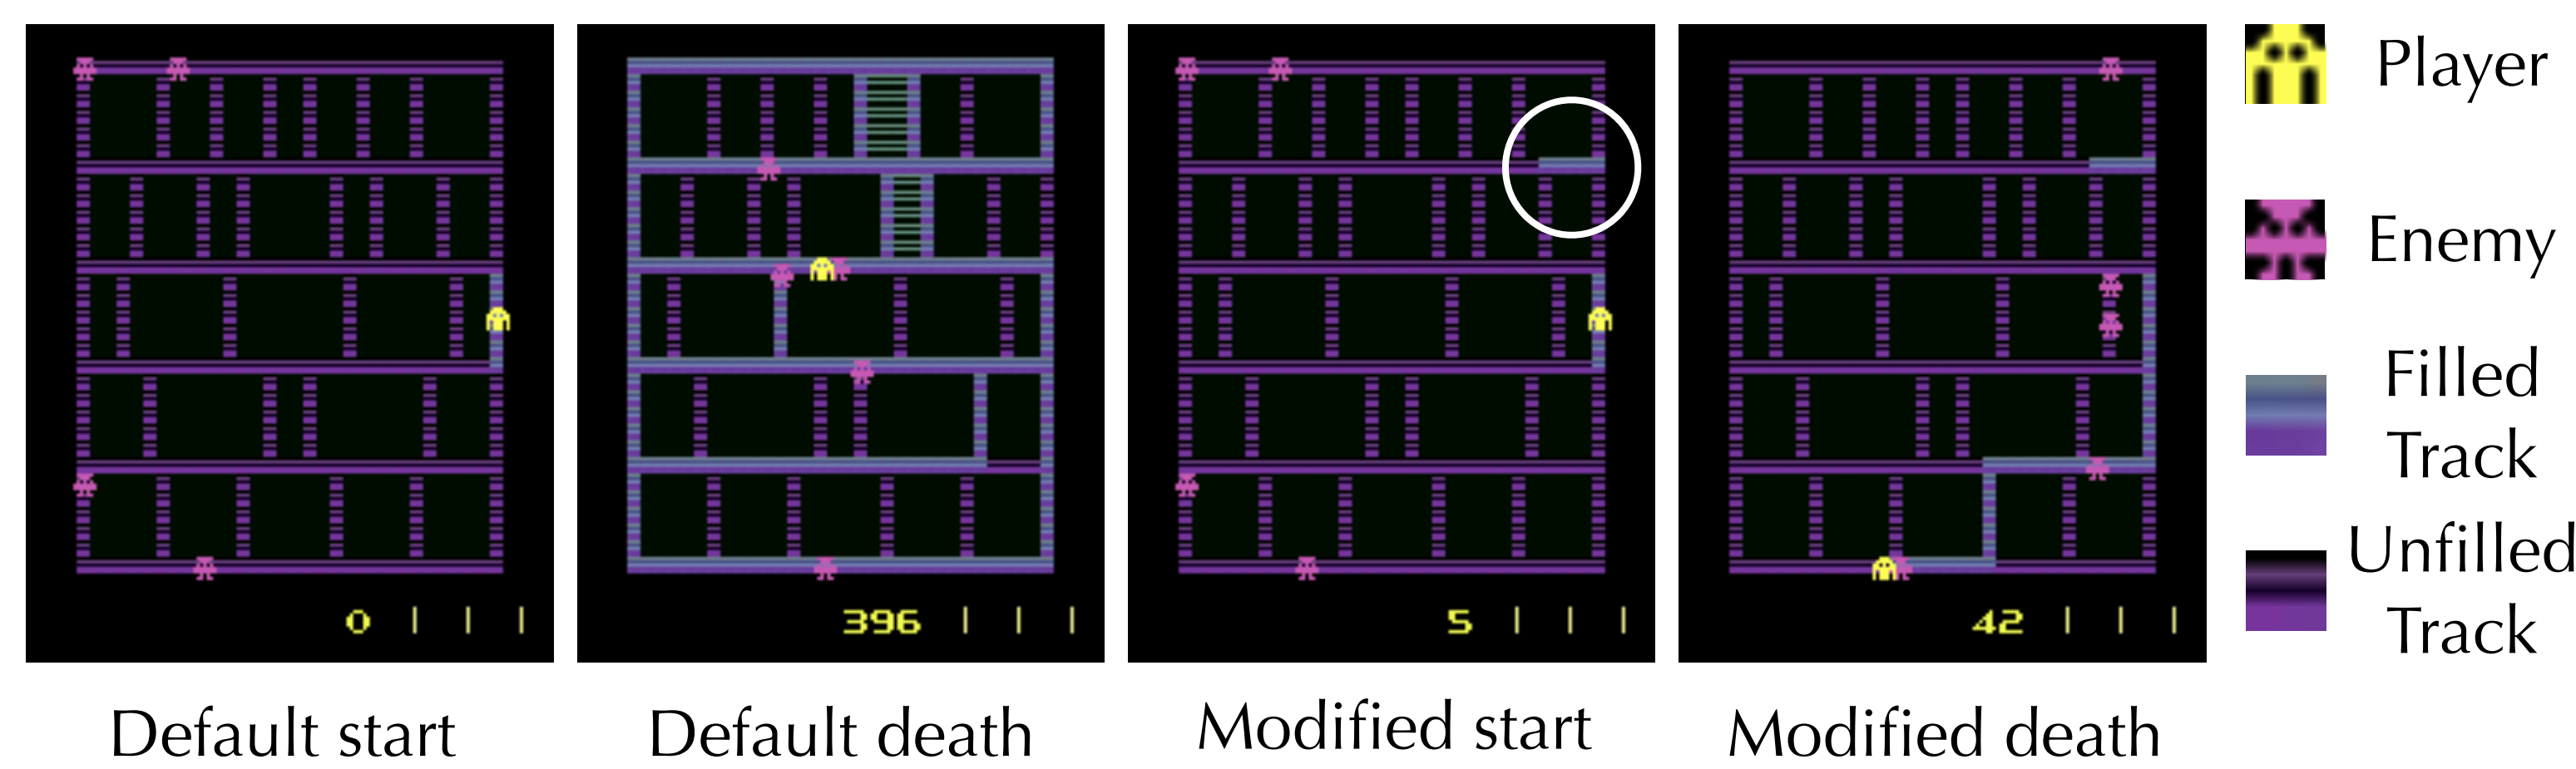 0 | | |
396 | | |
5 | | |
42 | | |
Default start
Default death
Modified start
Modified death
Player
Enemy
Filled
Track
Unfilled
Track